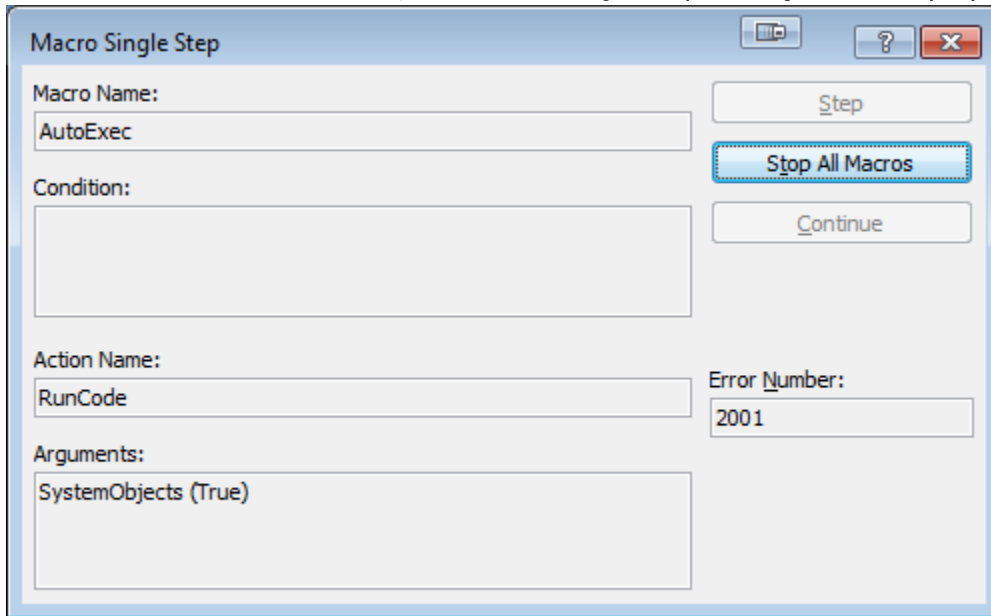 Macro Single Step
?
Macro Name:
AutoExec
Step
Stop All Macros
Condition:
Continue
Action Name:
RunCode
Error Number:
2001
Arguments:
SystemObjects (True)